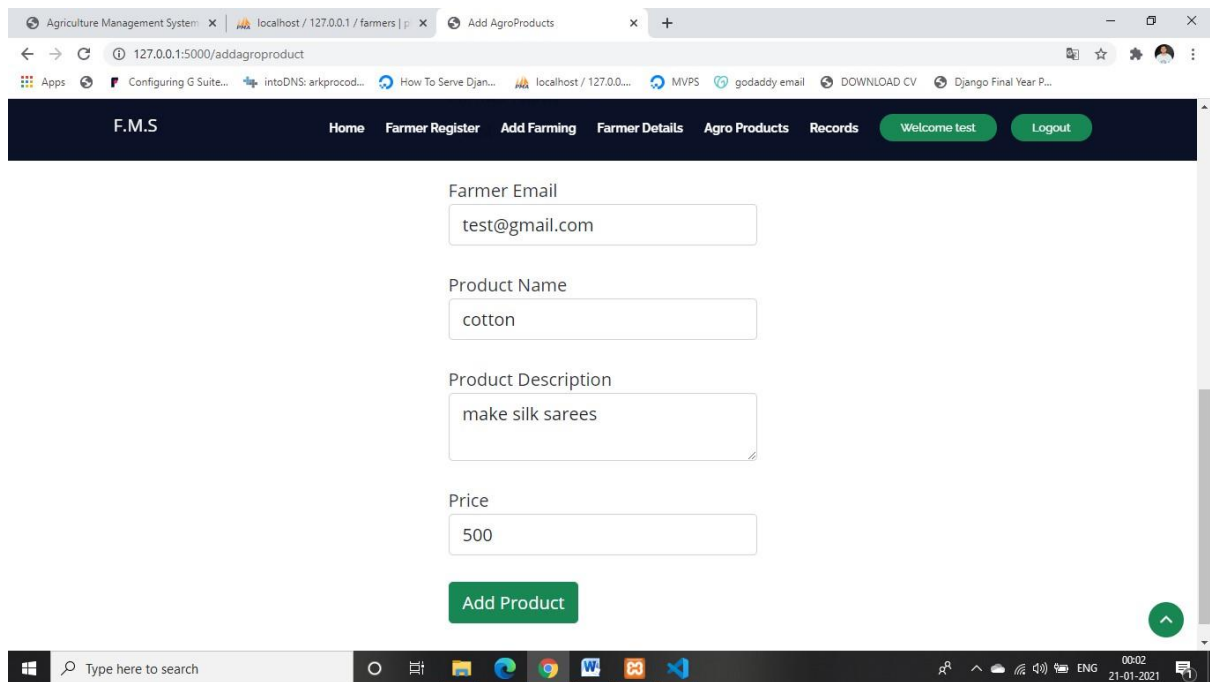 Agriculture Management System
localhost / 127.0.0.1 / farmers | p
Add AgroProducts
127.0.0.1:5000/addagroproduct
Apps Configuring G Suite... intoDNS: arkprocod... How To Serve Djan... localhost / 127.0.0.... MVPS godaddy email DOWNLOAD CV Django Final Year P...
F.M.S Home Farmer Register Add Farming Farmer Details Agro Products Records Welcome test Logout
Farmer Email
test@gmail.com
Product Name
cotton
Product Description
make silk sarees
Price
500
Add Product
Type here to search
ENG
00:02
21-01-2021